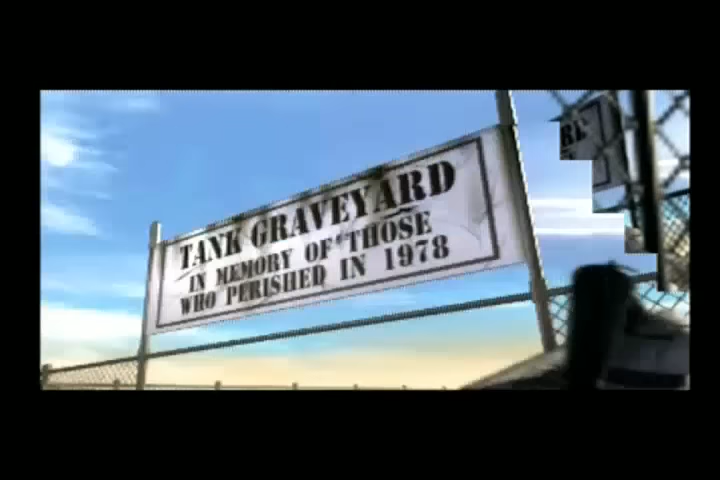 TANK GRAVEYARD
IN MEMORY OF THOSE
WHO PERISHED IN 1978